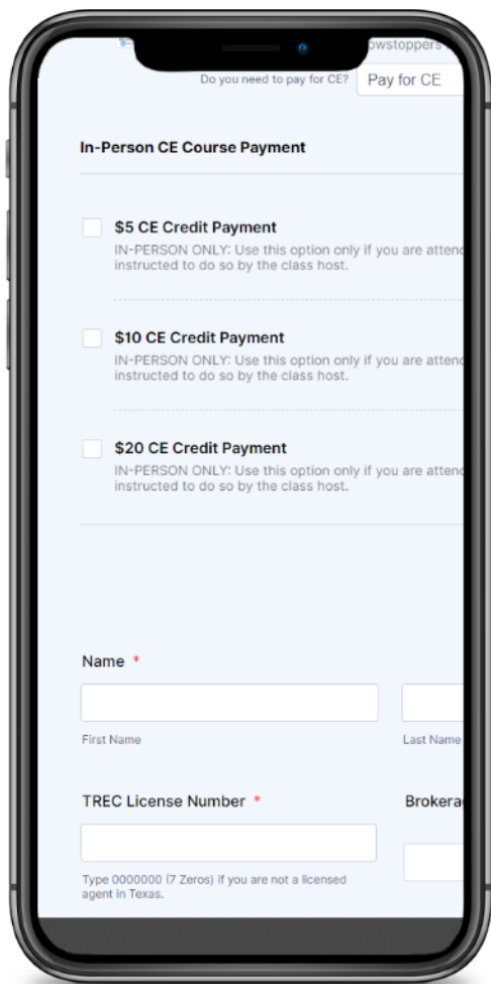 owstoppers
Do you need to pay for CE? Pay for CE
In-Person CE Course Payment
$5 CE Credit Payment
IN-PERSON ONLY: Use this option only if you are attend
instructed to do so by the class host.
$10 CE Credit Payment
IN-PERSON ONLY: Use this option only if you are attend
instructed to do so by the class host.
$20 CE Credit Payment
IN-PERSON ONLY: Use this option only if you are attend
instructed to do so by the class host.
Name *
First Name Last Name
TREC License Number * Brokerag
Type 0000000 (7 Zeros) if you are not a licensed
agent in Texas.